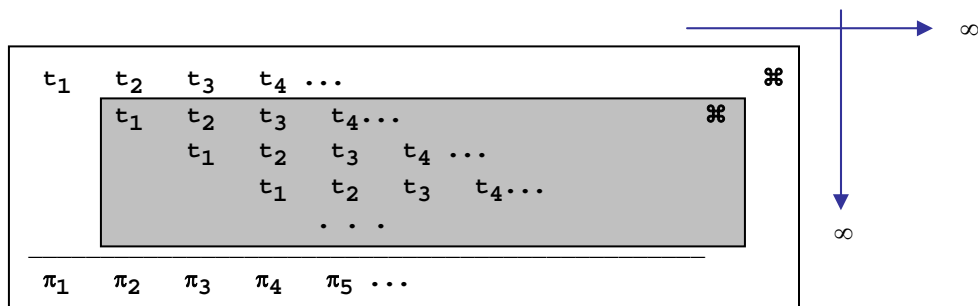 ∞
t₁ t₂ t₃ t₄ ... ⌘
t₁ t₂ t₃ t₄... ⌘
t₁ t₂ t₃ t₄ ...
t₁ t₂ t₃ t₄...
. . .
∞
π₁ π₂ π₃ π₄ π₅ ...